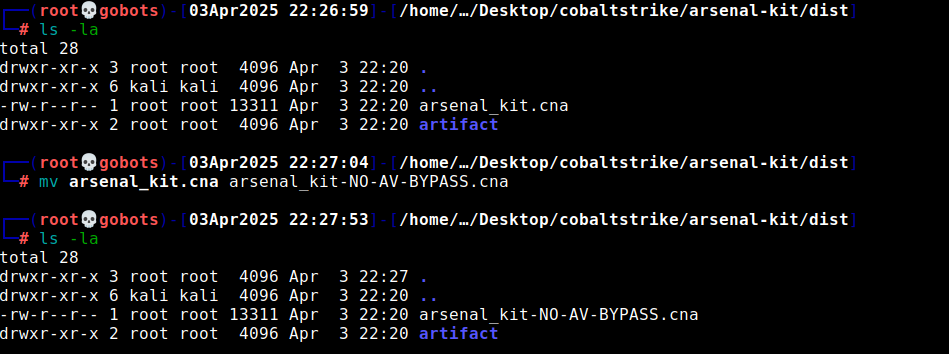 ┌──(root💀gobots)-[03Apr2025 22:26:59]-[/home/…/Desktop/cobaltstrike/arsenal-kit/dist]
└─# ls -la
total 28
drwxr-xr-x 3 root root  4096 Apr  3 22:20 .
drwxr-xr-x 6 kali kali  4096 Apr  3 22:20 ..
-rw-r--r-- 1 root root 13311 Apr  3 22:20 arsenal_kit.cna
drwxr-xr-x 2 root root  4096 Apr  3 22:20 artifact
┌──(root💀gobots)-[03Apr2025 22:27:04]-[/home/…/Desktop/cobaltstrike/arsenal-kit/dist]
└─# mv arsenal_kit.cna arsenal_kit-NO-AV-BYPASS.cna
┌──(root💀gobots)-[03Apr2025 22:27:53]-[/home/…/Desktop/cobaltstrike/arsenal-kit/dist]
└─# ls -la
total 28
drwxr-xr-x 3 root root  4096 Apr  3 22:27 .
drwxr-xr-x 6 kali kali  4096 Apr  3 22:20 ..
-rw-r--r-- 1 root root 13311 Apr  3 22:20 arsenal_kit-NO-AV-BYPASS.cna
drwxr-xr-x 2 root root  4096 Apr  3 22:20 artifact